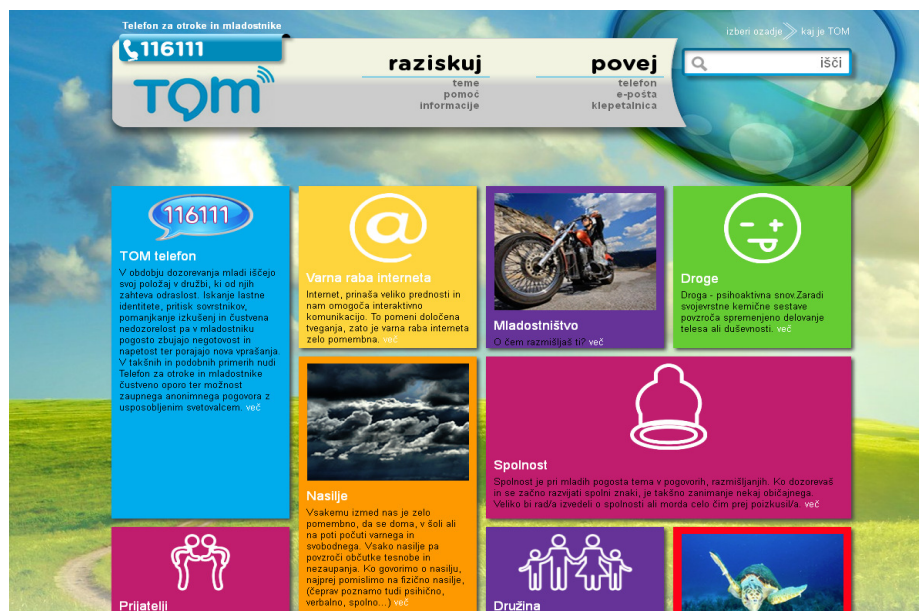 Telefon za otroke in mladostnike
116111
TOM
raziskuj
teme
pomoč
informacije
povej
telefon
e-pošta
klepetalnica
izberi ozadje
kaj je TOM
išči
116111
TOM telefon
V obdobju dozorevanja mladi iščejo
svoj položaj v družbi, ki od njih
zahteva odraslost. Iskanje lastne
identitete, pritisk sovrstnikov,
pomanjkanje izkušenj in čustvena
nedozorelost pa v mladostniku
pogosto zbujajo negotovost in
napetost ter porajajo nova vprašanja.
V takšnih in podobnih primerih nudi
Telefon za otroke in mladostnike
čustveno oporo ter možnost
zaupnega anonimnega pogovora z
usposobljenim svetovalcem. več
@
Varna raba interneta
Internet, prinaša veliko prednosti in
nam omogoča interaktivno
komunikacijo. To pomeni določena
tveganja, zato je varna raba interneta
zelo pomembna. več
Mladostništvo
O čem razmišljaš ti? več
Droge
Droga - psihoaktivna snov.Zaradi
svojevrstne kemične sestave
povzroča spremenjeno delovanje
telesa ali duševnosti. več
Nasilje
Vsakemu izmed nas je zelo
pomembno, da se doma, v šoli ali
na poti počuti varnega in
svobodnega. Vsako nasilje pa
povzroči občutke tesnobe in
nezaupanja. Ko govorimo o nasilju,
najprej pomislimo na fizično nasilje,
(čeprav poznamo tudi psihično,
verbalno, spolno...) več
Spolnost
Spolnost je pri mladih pogosta tema v pogovorih, razmišljanjih. Ko dozorevaš
in se začno razvijati spolni znaki, je takšno zanimanje nekaj običajnega.
Veliko bi rad/a izvedeli o spolnosti ali morda celo čim prej poizkusil/a. več
Prijatelji
Družina